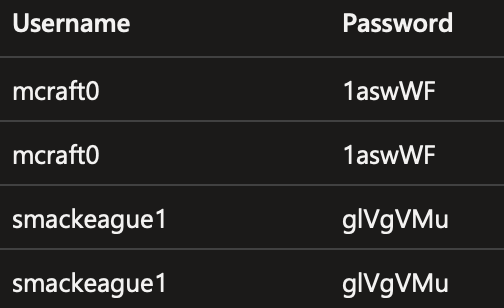 Username Password
mcraft0 1aswWF
mcraft0 1aswWF
smackeague1 glVgVMu
smackeague1 glVgVMu